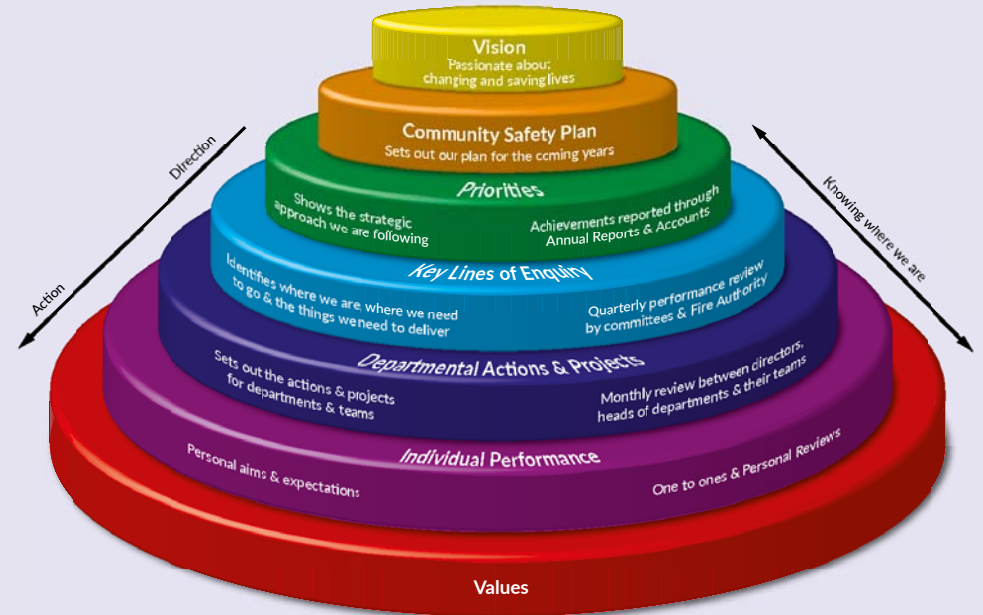 Vision
Passionate about
changing and saving lives
Community Safety Plan
Sets out our plan for the coming years
Direction
Action
Knowing where we are
Priorities
Shows the strategic
approach we are following
Achievements reported through
Annual Reports & Accounts
Key Lines of Enquiry
Identifies where we are, where we need
to go & the things we need to deliver
Quarterly performance review
by committees & Fire Authority
Departmental Actions & Projects
Sets out the actions & projects
for departments & teams
Monthly review between directors,
heads of departments & their teams
Individual Performance
Personal aims & expectations
One to ones & Personal Reviews
Values